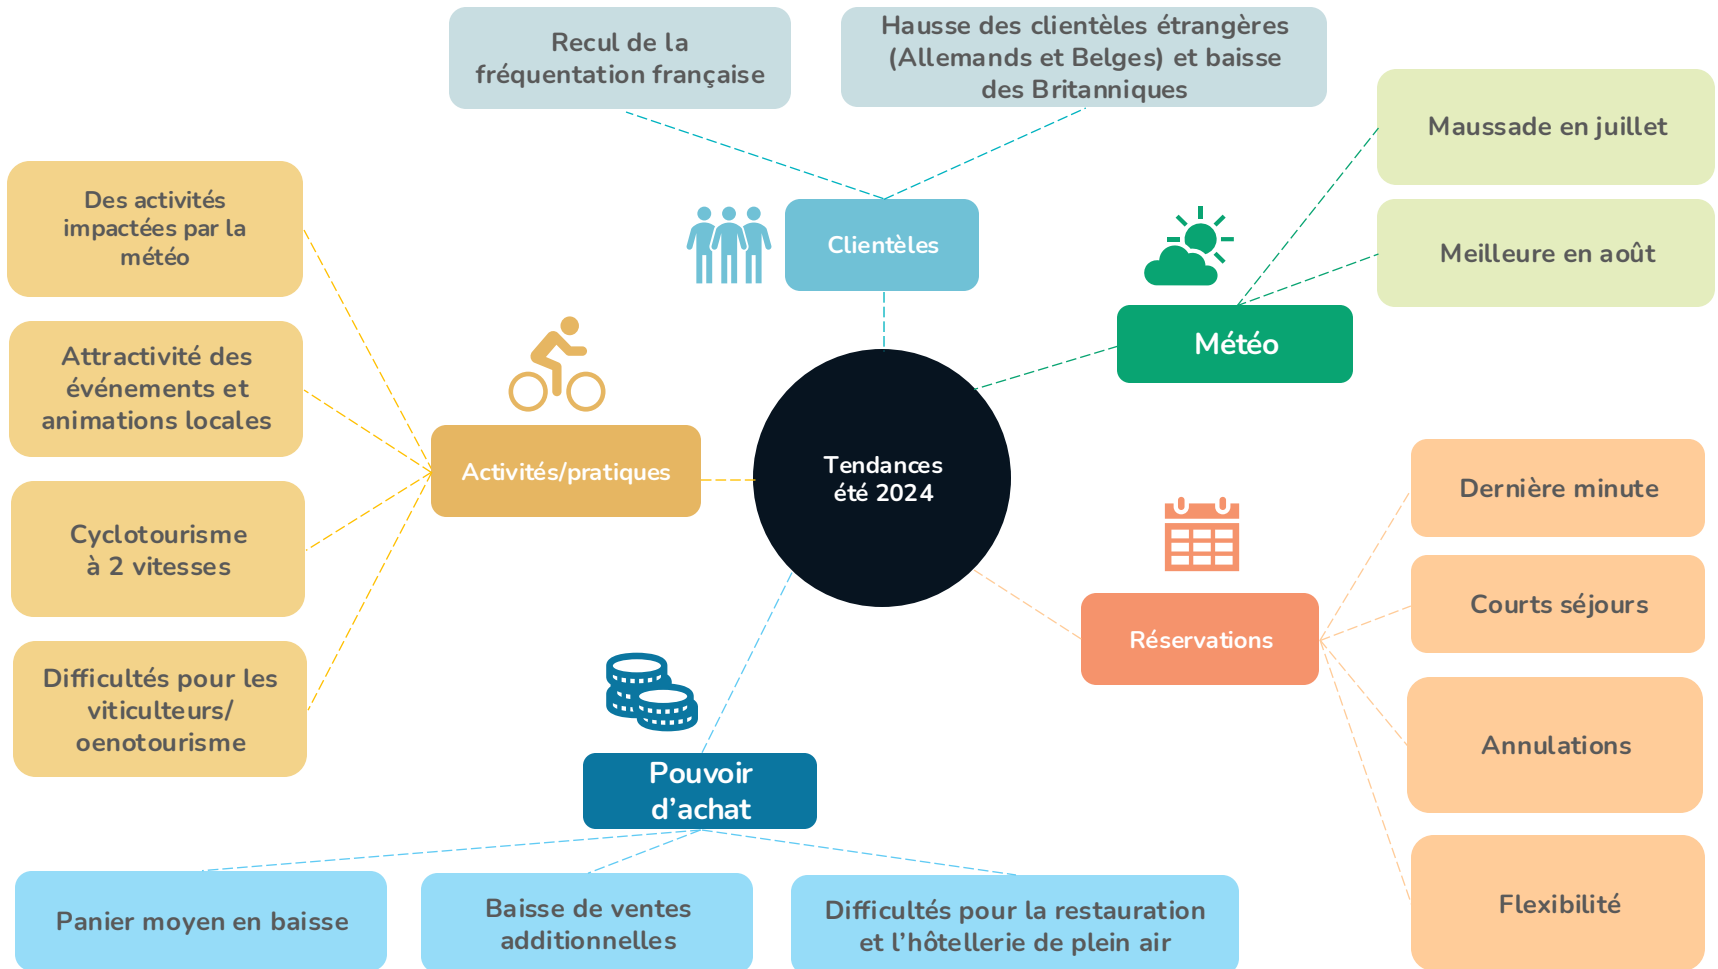 Recul de la
fréquentation française
Hausse des clientèles étrangères
(Allemands et Belges) et baisse
des Britanniques
Maussade en juillet
Meilleure en août
Météo
Clientèles
Des activités
impactées par la
météo
Attractivité des
événements et
animations locales
Cyclotourisme
à 2 vitesses
Difficultés pour les
viticulteurs/
oenotourisme
Activités/pratiques
Tendances
été 2024
Réservations
Dernière minute
Courts séjours
Annulations
Flexibilité
Pouvoir
d’achat
Panier moyen en baisse
Baisse de ventes
additionnelles
Difficultés pour la restauration
et l’hôtellerie de plein air